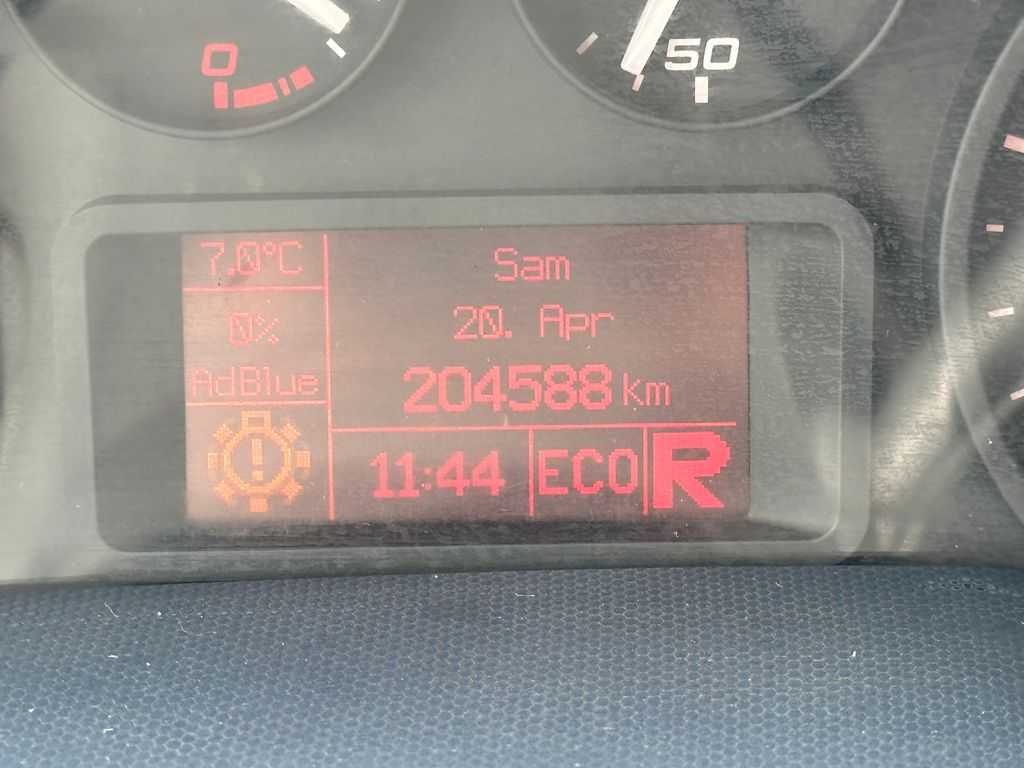 0
50
7.0°C
0%
AdBlue
Sam
20. Apr
204588 Km
11:44
ECO
R